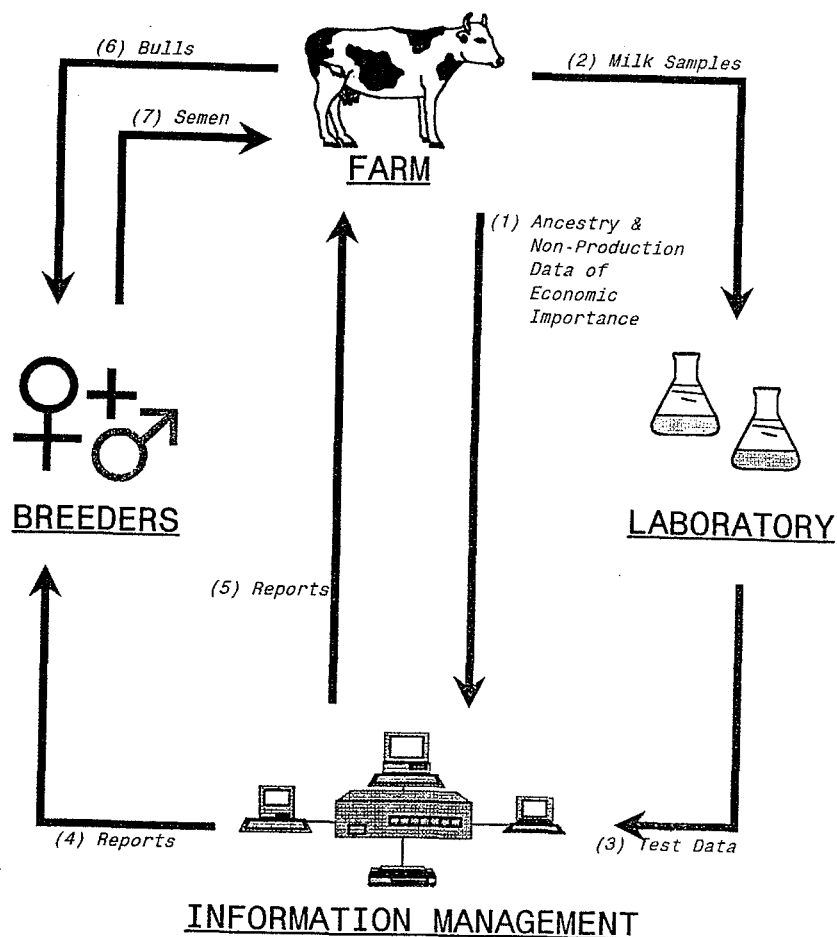 (6) Bulls
(2) Milk Samples
(7) Semen
FARM
(1) Ancestry &
Non-Production
Data of
Economic
Importance
BREEDERS
LABORATORY
(5) Reports
(4) Reports
(3) Test Data
INFORMATION MANAGEMENT